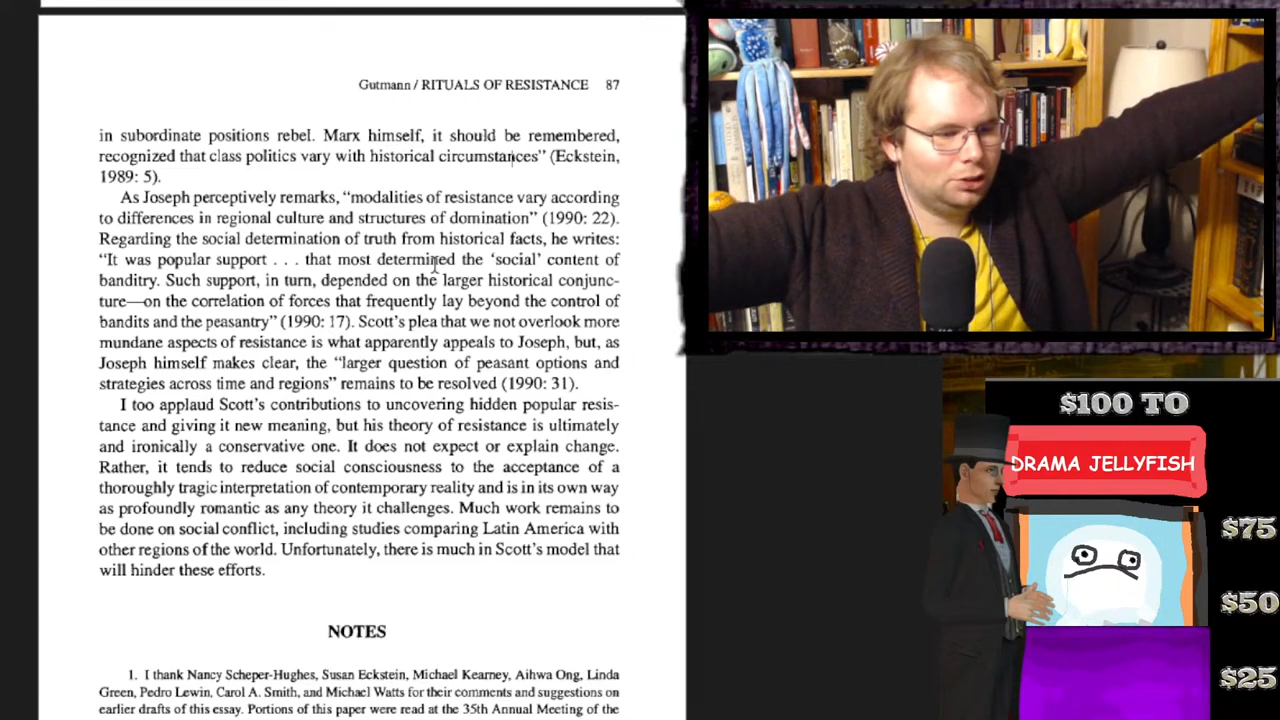 Gutmann / RITUALS OF RESISTANCE 87
in subordinate positions rebel. Marx himself, it should be remembered,
recognized that class politics vary with historical circumstances” (Eckstein,
1989: 5).
As Joseph perceptively remarks, “modalities of resistance vary according
to differences in regional culture and structures of domination” (1990: 22).
Regarding the social determination of truth from historical facts, he writes:
“It was popular support . . . that most determined the ‘social’ content of
banditry. Such support, in turn, depended on the larger historical conjunc-
ture—on the correlation of forces that frequently lay beyond the control of
bandits and the peasantry” (1990: 17). Scott’s plea that we not overlook more
mundane aspects of resistance is what apparently appeals to Joseph, but, as
Joseph himself makes clear, the “larger question of peasant options and
strategies across time and regions” remains to be resolved (1990: 31).
I too applaud Scott’s contributions to uncovering hidden popular resis-
tance and giving it new meaning, but his theory of resistance is ultimately
and ironically a conservative one. It does not expect or explain change.
Rather, it tends to reduce social consciousness to the acceptance of a
thoroughly tragic interpretation of contemporary reality and is in its own way
as profoundly romantic as any theory it challenges. Much work remains to
be done on social conflict, including studies comparing Latin America with
other regions of the world. Unfortunately, there is much in Scott’s model that
will hinder these efforts.
NOTES
1. I thank Nancy Scheper-Hughes, Susan Eckstein, Michael Kearney, Aihwa Ong, Linda
Green, Pedro Lewin, Carol A. Smith, and Michael Watts for their comments and suggestions on
earlier drafts of this essay. Portions of this paper were read at the 35th Annual Meeting of the
$100 TO
DRAMA JELLYFISH
$75
$50
$25